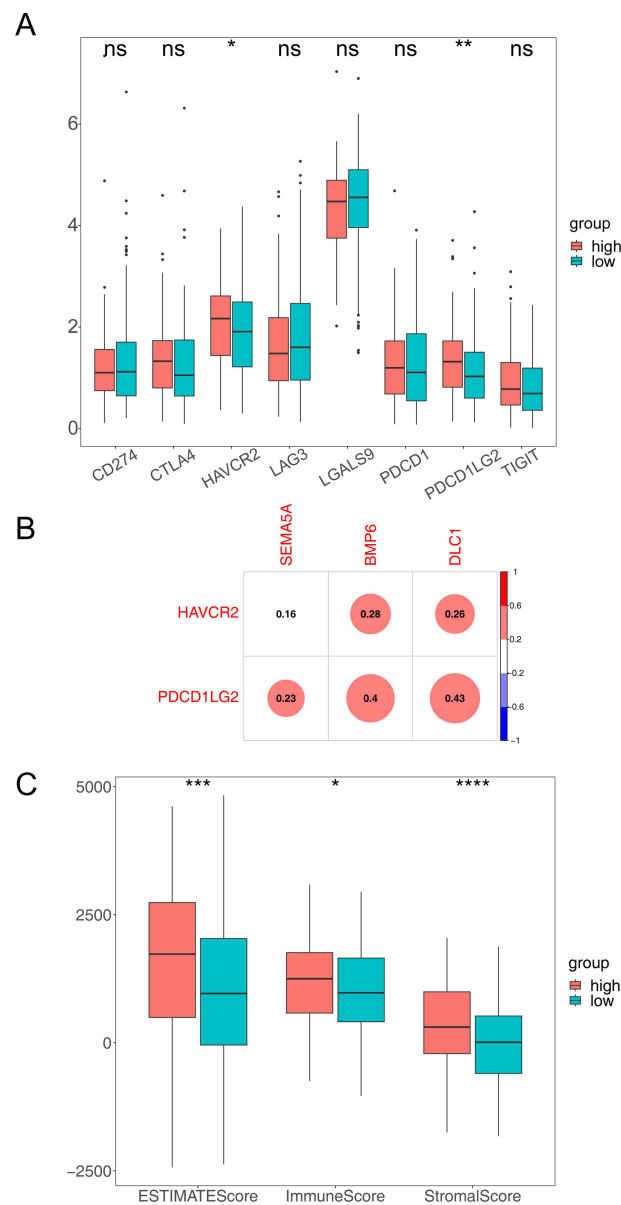 A
ns ns * ns ns ns ** ns
6
4
2
0
group
high
low
CD274 CTLA4 HAVCR2 LAG3 LGALS9 PDCD1 PDCD1LG2 TIGIT
B
SEMA5A BMP6 DLC1
HAVCR2 0.16 0.28 0.26
PDCD1LG2 0.23 0.4 0.43
1
0.6
0.2
-0.2
-0.6
-1
C
*** * ****
5000
2500
0
−2500
group
high
low
ESTIMATEScore ImmuneScore StromalScore